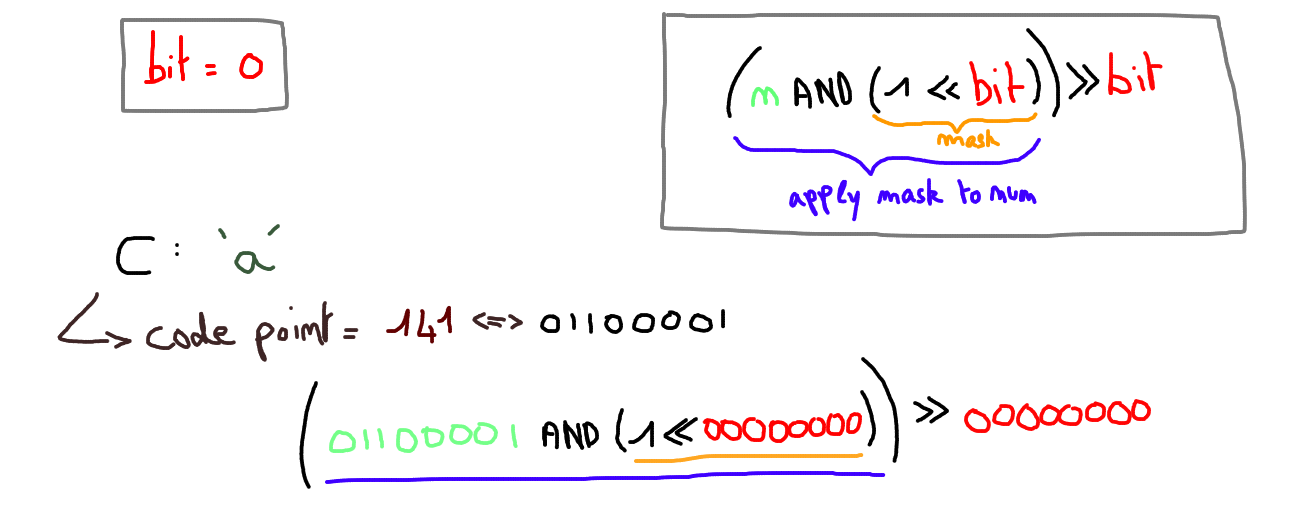 bit = 0
(n AND (1 << bit)) >> bit
mask
apply mask to num
C : 'a'
↳ code point = 141 <=> 01100001
(01100001 AND (1 << 00000000)) >> 00000000